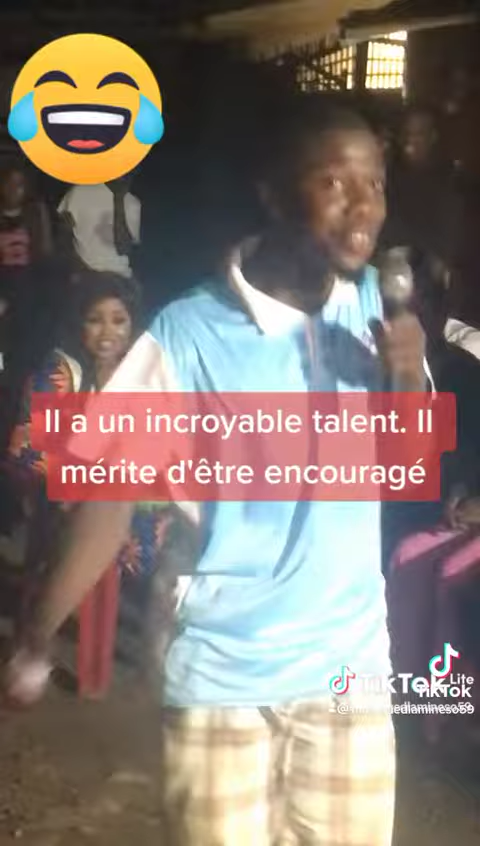 Il a un incroyable talent. Il
mérite d'être encouragé
TikTok
Lite
TikTok